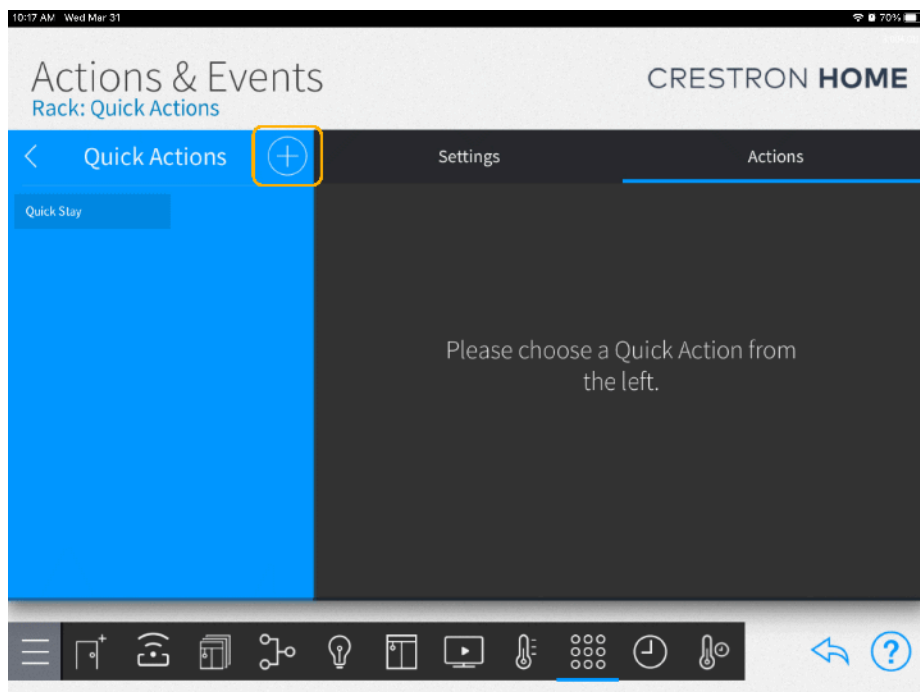 10:17 AM Wed Mar 31
70%
Actions & Events
CRESTRON HOME
Rack: Quick Actions
Quick Actions
Settings
Actions
Quick Stay
Please choose a Quick Action from
the left.
?